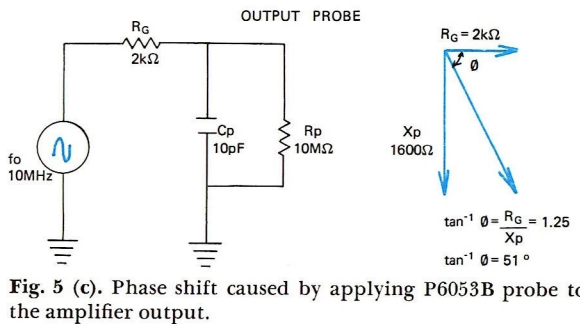 OUTPUT PROBE
RG
2kΩ
Cp
10pF
Rp
10MΩ
fo
10MHz
RG = 2kΩ
Ø
Xp
1600Ω
tan⁻¹ Ø = RG/Xp = 1.25
tan⁻¹ Ø = 51 °
Fig. 5 (c). Phase shift caused by applying P6053B probe to
the amplifier output.